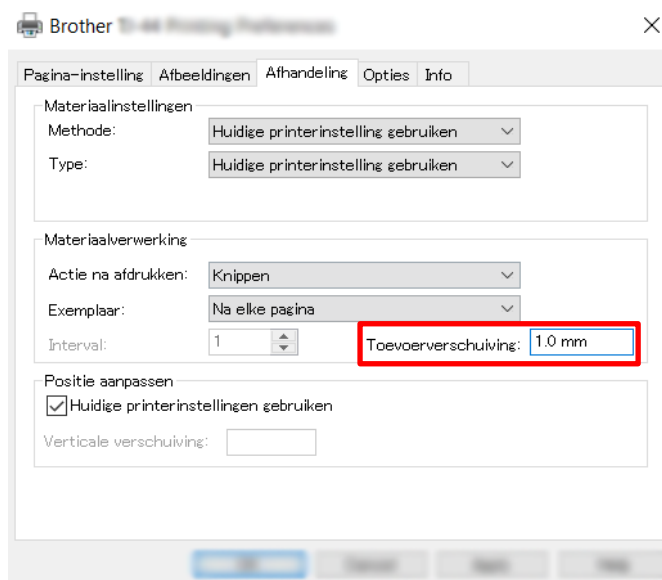 Brother
Pagina-instelling Afbeeldingen Afhandeling Opties Info
Materiaalinstellingen
Methode: Huidige printerinstelling gebruiken
Type: Huidige printerinstelling gebruiken
Materiaalverwerking
Actie na afdrukken: Knippen
Exemplaar: Na elke pagina
Interval: 1 Toevoerverschuiving: 1.0 mm
Positie aanpassen
Huidige printerinstellingen gebruiken
Verticale verschuiving: